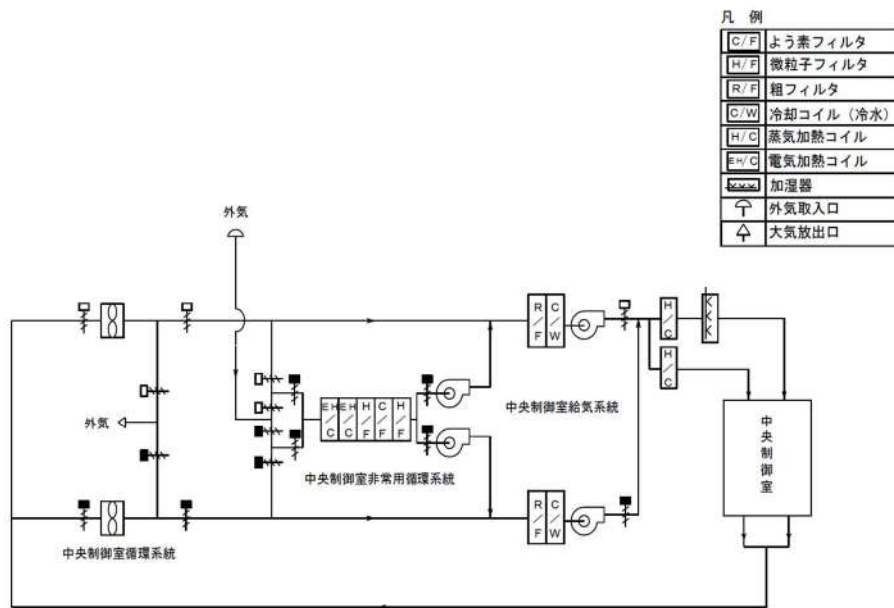 凡 例
C/F よう素フィルタ
H/F 微粒子フィルタ
R/F 粗フィルタ
C/W 冷却コイル（冷水）
H/C 蒸気加熱コイル
EH/C 電気加熱コイル
加湿器
外気取入口
大気放出口
外気
R/F C/W
H/C
H/C
外気
EH/C EH/C H/F C/F H/F
中央制御室給気系統
中央制御室
中央制御室非常用循環系統
R/F C/W
中央制御室循環系統